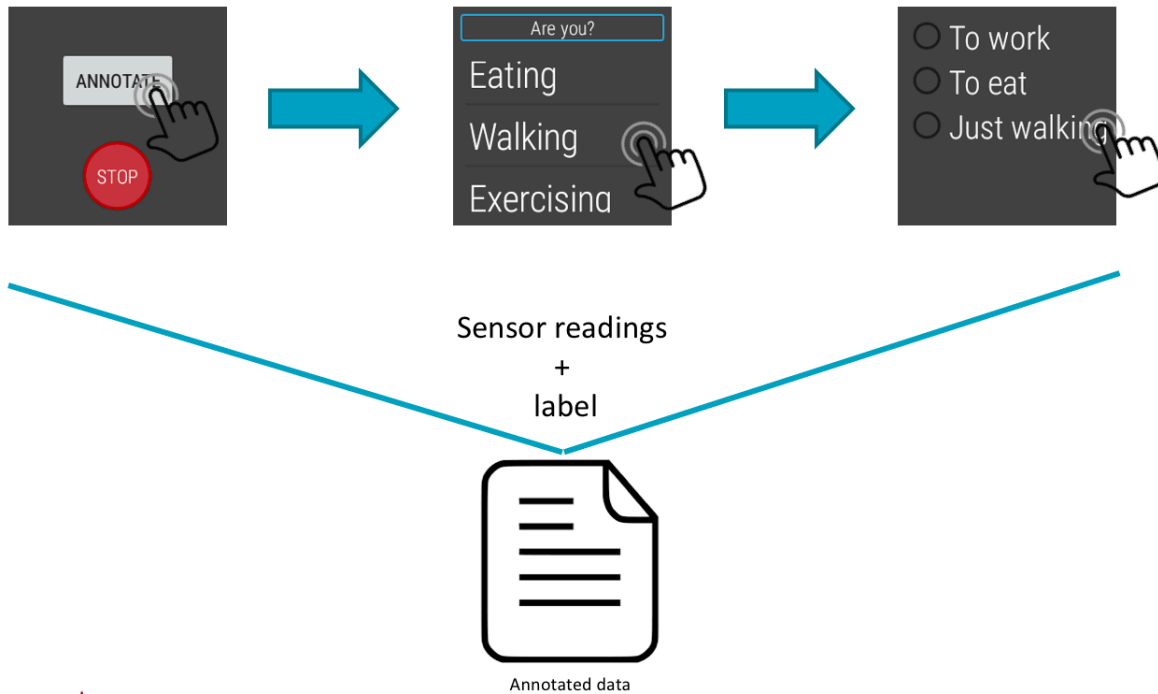 ANNOTATE
STOP
Are you?
Eating
Walking
Exercising
To work
To eat
Just walking
Sensor readings
+
label
Annotated data